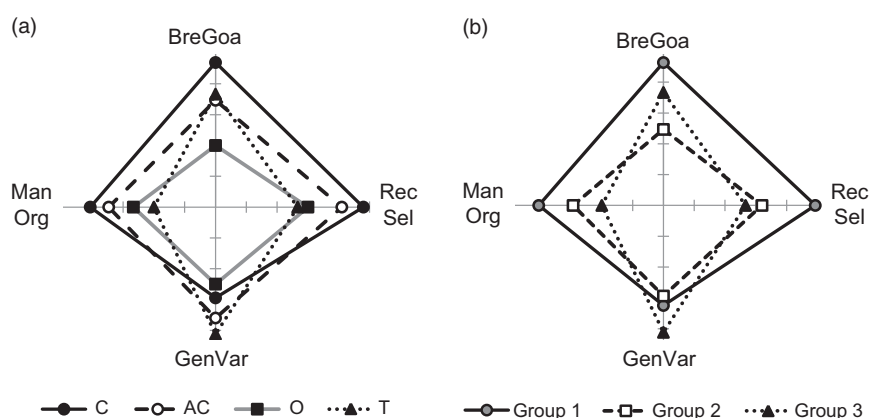 (a)
BreGoa
Man
Org
Rec
Sel
GenVar
C AC O T
(b)
BreGoa
Man
Org
Rec
Sel
GenVar
Group 1 Group 2 Group 3